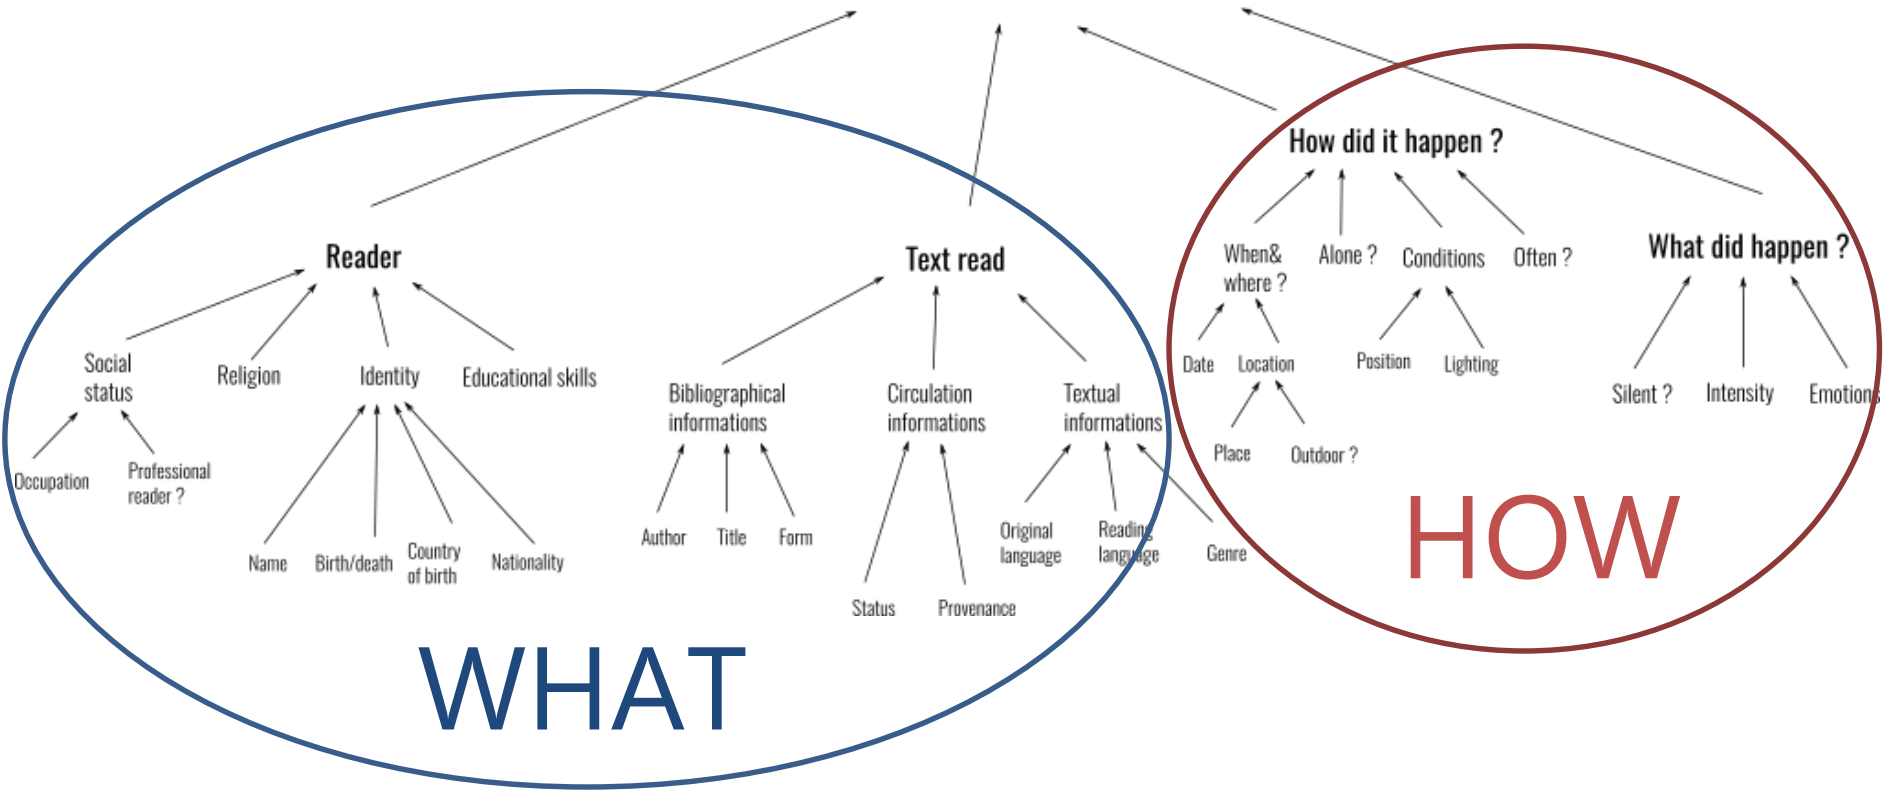 How did it happen ?
Reader
Text read
What did happen ?
When&
where ?
Alone ?
Conditions
Often ?
Social
status
Religion
Identity
Educational skills
Bibliographical
informations
Circulation
informations
Textual
informations
Date
Location
Position
Lighting
Silent ?
Intensity
Emotions
Occupation
Professional
reader ?
Place
Outdoor ?
Name
Birth/death
Country
of birth
Nationality
Author
Title
Form
Status
Provenance
Original
language
Reading
language
Genre
WHAT
HOW